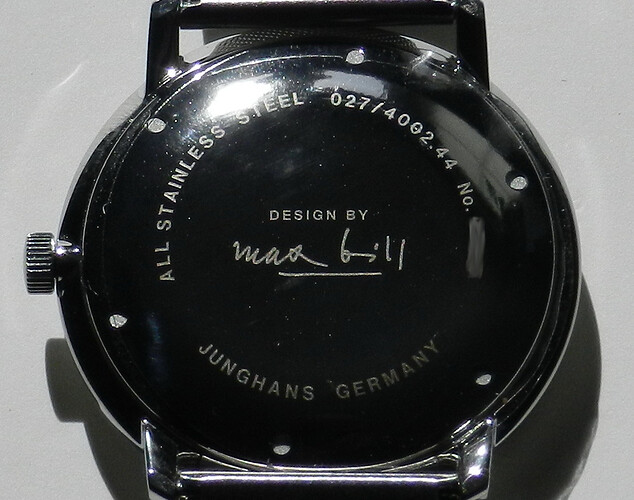 ALL STAINLESS STEEL 027/4002.44 No.
DESIGN BY
max bill
JUNGHANS GERMANY